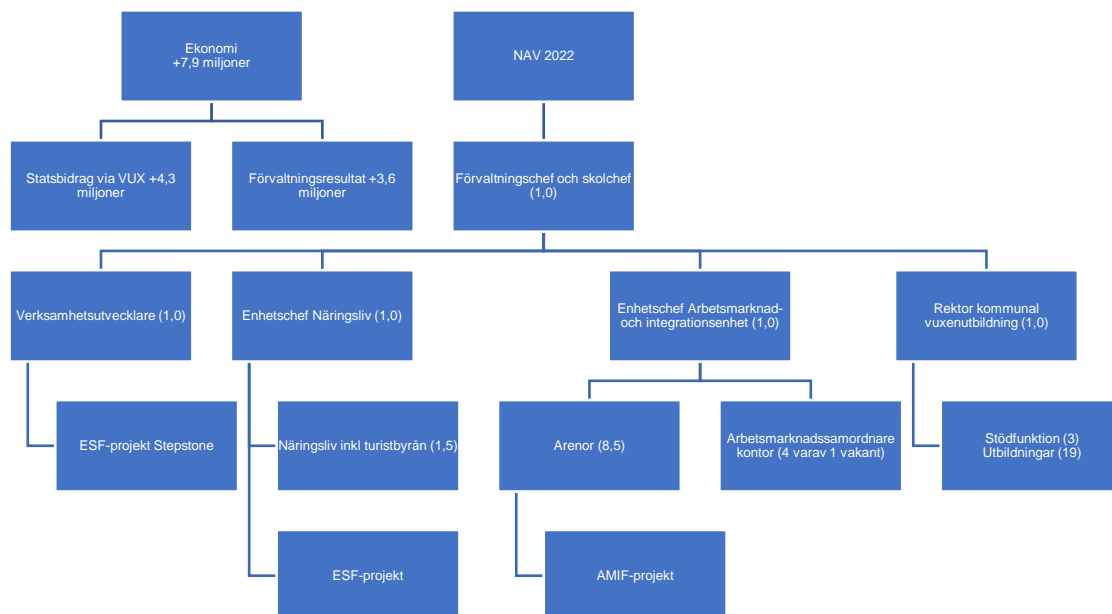 Ekonomi
+7,9 miljoner
NAV 2022
Statsbidrag via VUX +4,3
miljoner
Förvaltningsresultat +3,6
miljoner
Förvaltningschef och skolchef
(1,0)
Verksamhetsutvecklare (1,0)
Enhetschef Näringsliv (1,0)
Enhetschef Arbetsmarknad-
och integrationsenhet (1,0)
Rektor kommunal
vuxenutbildning (1,0)
ESF-projekt Stepstone
Näringsliv inkl turistbyrån (1,5)
Arenor (8,5)
Arbetsmarknadssamordnare
kontor (4 varav 1 vakant)
Stödfunktion (3)
Utbildningar (19)
ESF-projekt
AMIF-projekt